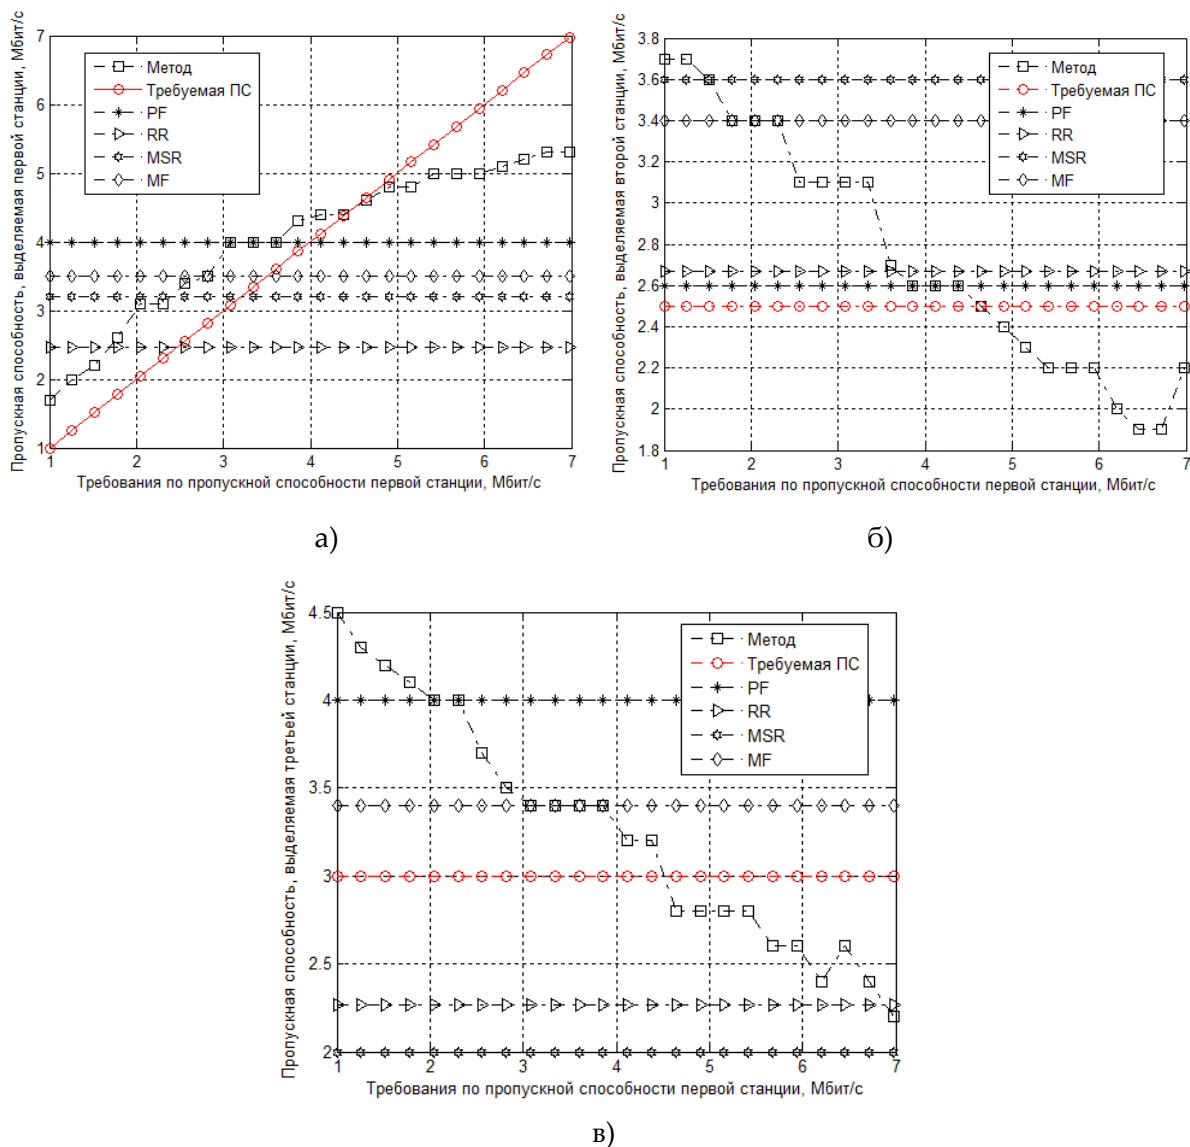 Пропускная способность, выделяемая первой станции, Мбит/с
7
6
5
4
3
2
1
Метод
Требуемая ПС
PF
RR
MSR
MF
1 2 3 4 5 6 7
Требования по пропускной способности первой станции, Мбит/с
а)
Пропускная способность, выделяемая второй станции, Мбит/с
3.8
3.6
3.4
3.2
3
2.8
2.6
2.4
2.2
2
1.8
Метод
Требуемая ПС
PF
RR
MSR
MF
1 2 3 4 5 6 7
Требования по пропускной способности первой станции, Мбит/с
б)
Пропускная способность, выделяемая третьей станции, Мбит/с
4.5
4
3.5
3
2.5
2
Метод
Требуемая ПС
PF
RR
MSR
MF
1 2 3 4 5 6 7
Требования по пропускной способности первой станции, Мбит/с
в)